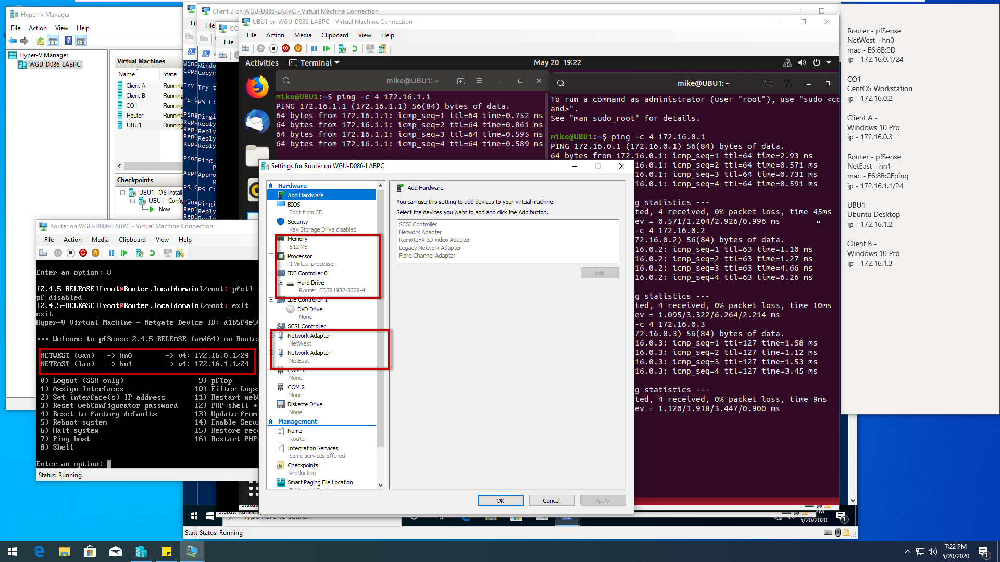 Hyper-V Manager
File Action View Help
Hyper-V Manager
WGU-D086-LABPC
Virtual Machines
Name State
Client A Running
Client B Running
CO1 Running
Router Running
UBU1 Running
Checkpoints
UBU1 - OS Install
UBU1 - Config
Now
Client B on WGU-D086-LABPC - Virtual Machine Connection
File
File
UBU1 on WGU-D086-LABPC - Virtual Machine Connection
File Action Media Clipboard View Help
Activities Terminal May 20 19:22
mike@UBU1: ~
mike@UBU1:~$ ping -c 4 172.16.1.1
PING 172.16.1.1 (172.16.1.1) 56(84) bytes of data.
64 bytes from 172.16.1.1: icmp_seq=1 ttl=64 time=0.752 ms
64 bytes from 172.16.1.1: icmp_seq=2 ttl=64 time=0.861 ms
64 bytes from 172.16.1.1: icmp_seq=3 ttl=64 time=0.595 ms
64 bytes from 172.16.1.1: icmp_seq=4 ttl=64 time=0.589 ms
mike@UBU1: ~
To run a command as administrator (user "root"), use "sudo <co
and>".
See "man sudo_root" for details.
mike@UBU1:~$ ping -c 4 172.16.0.1
PING 172.16.0.1 (172.16.0.1) 56(84) bytes of data.
64 bytes from 172.16.0.1: icmp_seq=1 ttl=64 time=2.93 ms
16.0.1: icmp_seq=2 ttl=64 time=0.571 ms
16.0.1: icmp_seq=3 ttl=64 time=0.731 ms
16.0.1: icmp_seq=4 ttl=64 time=0.591 ms
g statistics ---
ted, 4 received, 0% packet loss, time 45ms
ev = 0.571/1.204/2.926/0.996 ms
-c 4 172.16.0.2
72.16.0.2) 56(84) bytes of data.
16.0.2: icmp_seq=1 ttl=63 time=1.10 ms
16.0.2: icmp_seq=2 ttl=63 time=1.27 ms
16.0.2: icmp_seq=3 ttl=63 time=4.66 ms
16.0.2: icmp_seq=4 ttl=63 time=6.26 ms
g statistics ---
ted, 4 received, 0% packet loss, time 10ms
ev = 1.095/3.322/6.264/2.214 ms
-c 4 172.16.0.3
72.16.0.3) 56(84) bytes of data.
16.0.3: icmp_seq=1 ttl=127 time=1.58 ms
16.0.3: icmp_seq=2 ttl=127 time=1.12 ms
16.0.3: icmp_seq=3 ttl=127 time=1.53 ms
16.0.3: icmp_seq=4 ttl=127 time=3.45 ms
g statistics ---
ted, 4 received, 0% packet loss, time 9ms
ev = 1.120/1.918/3.447/0.900 ms
Settings for Router on WGU-D086-LABPC
Hardware
Add Hardware
BIOS
Boot from CD
Security
Key Storage Drive disabled
Memory
512 MB
Processor
1 Virtual processor
IDE Controller 0
Hard Drive
Router_ED781932-3028-4...
IDE Controller 1
DVD Drive
None
SCSI Controller
Network Adapter
NetWest
Network Adapter
NetEast
COM 1
None
COM 2
None
Diskette Drive
None
Management
Name
Router
Integration Services
Some services offered
Checkpoints
Production
Smart Paging File Location
Add Hardware
You can use this setting to add devices to your virtual machine.
Select the devices you want to add and click the Add button.
SCSI Controller
Network Adapter
RemoteFX 3D Video Adapter
Legacy Network Adapter
Fibre Channel Adapter
Add
OK Cancel Apply
Router on WGU-D086-LABPC - Virtual Machine Connection
File Action Media Clipboard View Help
Enter an option: 8
[2.4.5-RELEASE][root@Router.localdomain]/root: pfctl -
pf disabled
[2.4.5-RELEASE][root@Router.localdomain]/root: exit
exit
Hyper-V Virtual Machine - Netgate Device ID: d1b5f4e58
*** Welcome to pfSense 2.4.5-RELEASE (amd64) on Router
NETWEST (wan) -> hn0 -> v4: 172.16.0.1/24
NETEAST (lan) -> hn1 -> v4: 172.16.1.1/24
0) Logout (SSH only) 9) pfTop
1) Assign Interfaces 10) Filter Logs
2) Set interface(s) IP address 11) Restart web
3) Reset webConfigurator password 12) PHP shell +
4) Reset to factory defaults 13) Update from
5) Reboot system 14) Enable Secu
6) Halt system 15) Restore rec
7) Ping host 16) Restart PHP-
8) Shell
Enter an option:
Status: Running
Router - pfSense
NetWest - hn0
mac - E6:8B:0D
ip - 172.16.0.1/24
CO1 -
CentOS Workstation
ip - 172.16.0.2
Client A -
Windows 10 Pro
ip - 172.16.0.3
Router - pfSense
NetEast - hn1
mac - E6:8B:0Eping
ip - 172.16.1.1/24
UBU1 -
Ubuntu Desktop
ip - 172.16.1.2
Client B -
Windows 10 Pro
ip - 172.16.1.3
Type here to search
5/20/2020
Status: Running
7:22 PM
5/20/2020